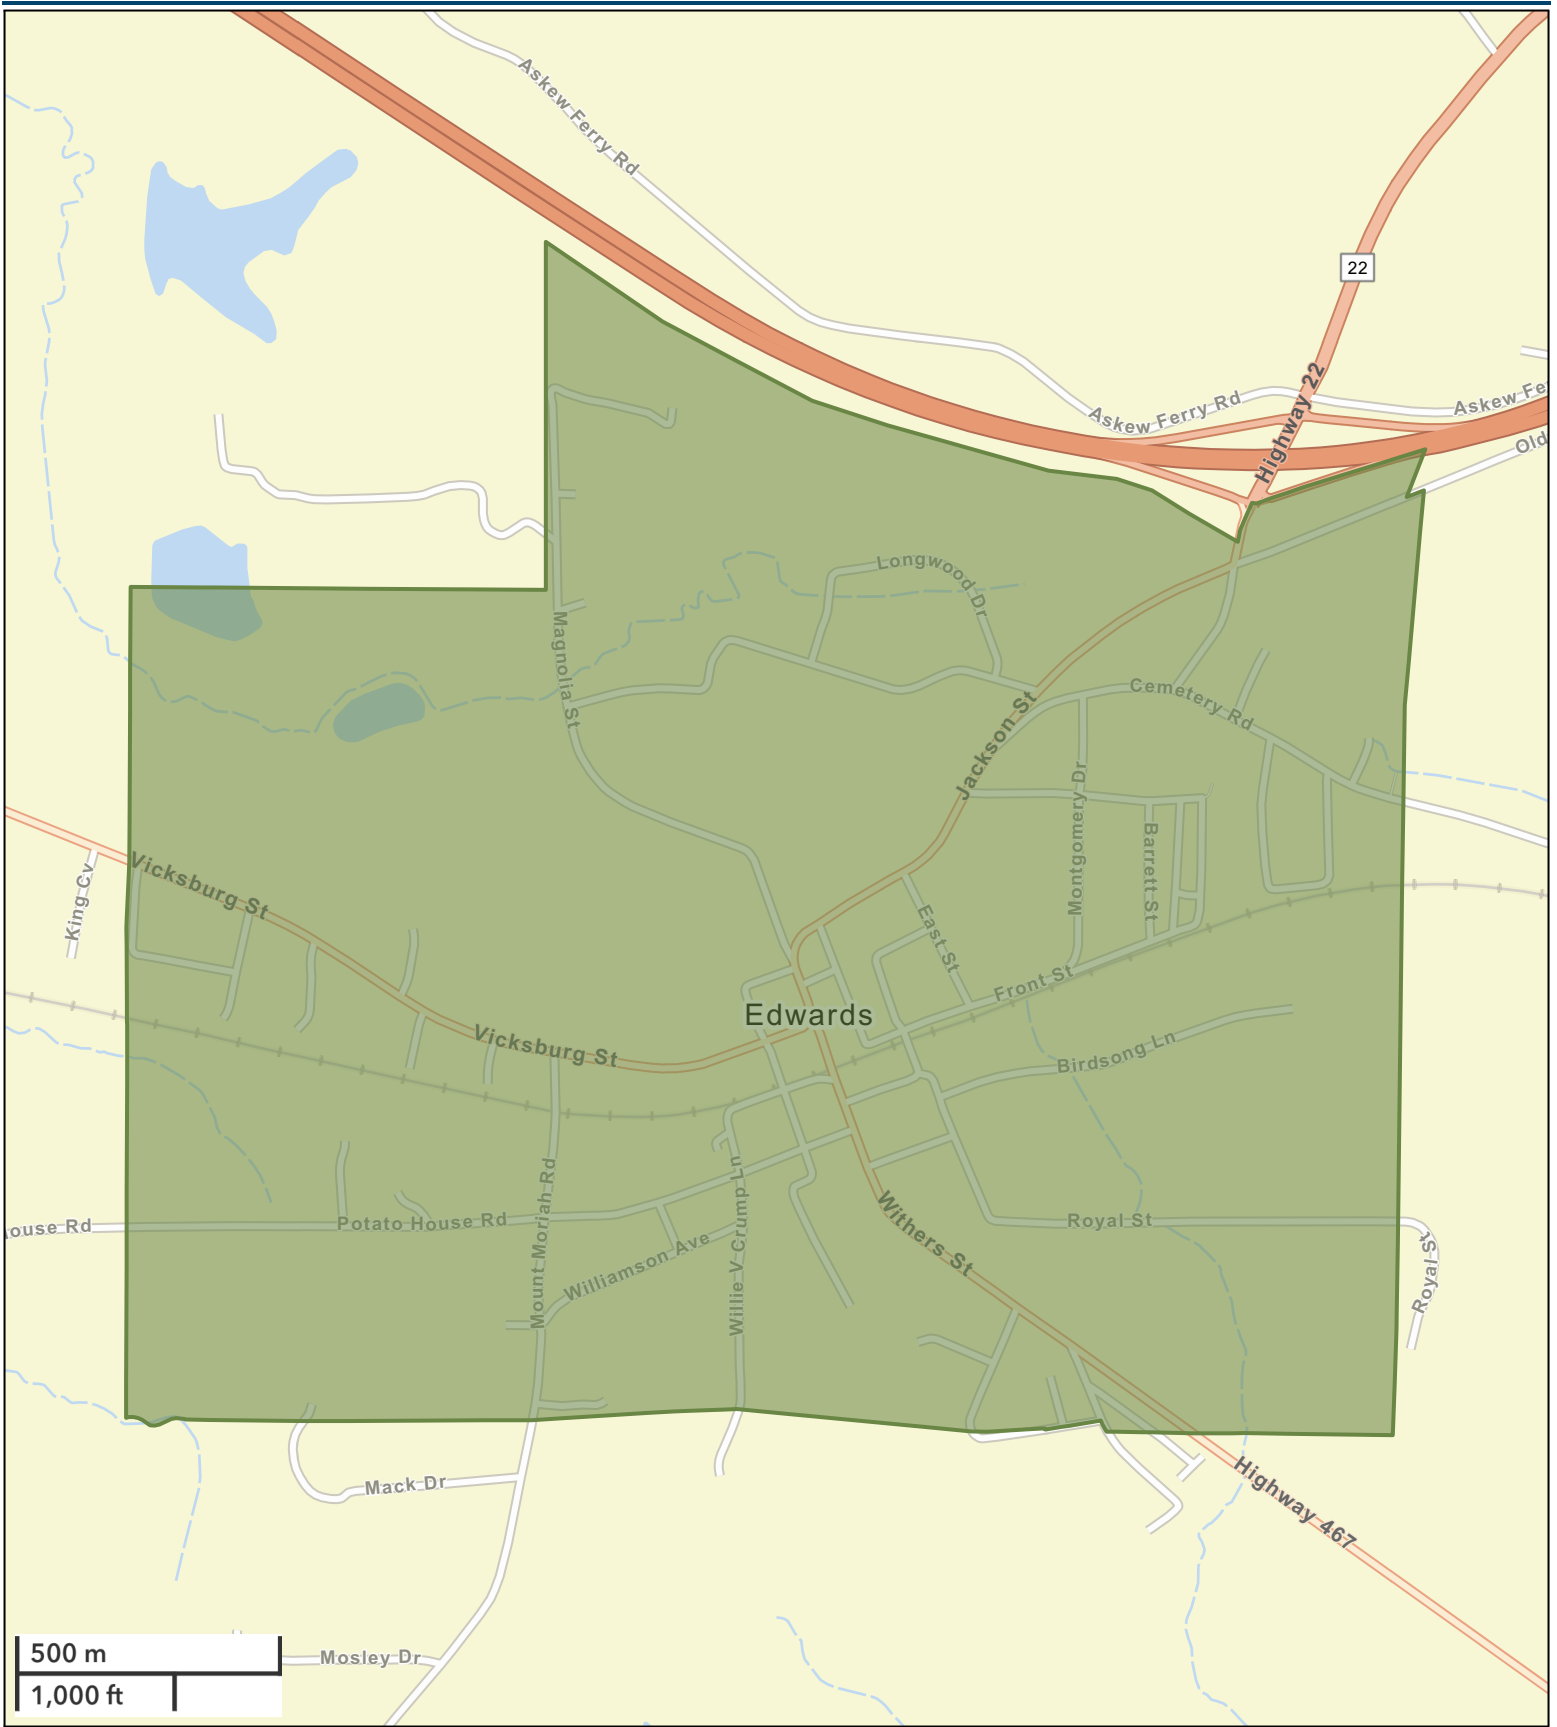 Askew Ferry Rd
22
Highway 22
Askew Ferry Rd
Askew Fe
Old
Longwood Dr
Magnolia St
Cemetery Rd
Jackson St
Montgomery Dr
Barrett St
Vicksburg St
King Cv
East St
Front St
Edwards
Vicksburg St
Birdsong Ln
Mount Moriah Rd
Willie V Crump Ln
Withers St
ouse Rd
Potato House Rd
Royal St
Royal St
Williamson Ave
Mack Dr
Highway 467
Mosley Dr
500 m
1,000 ft